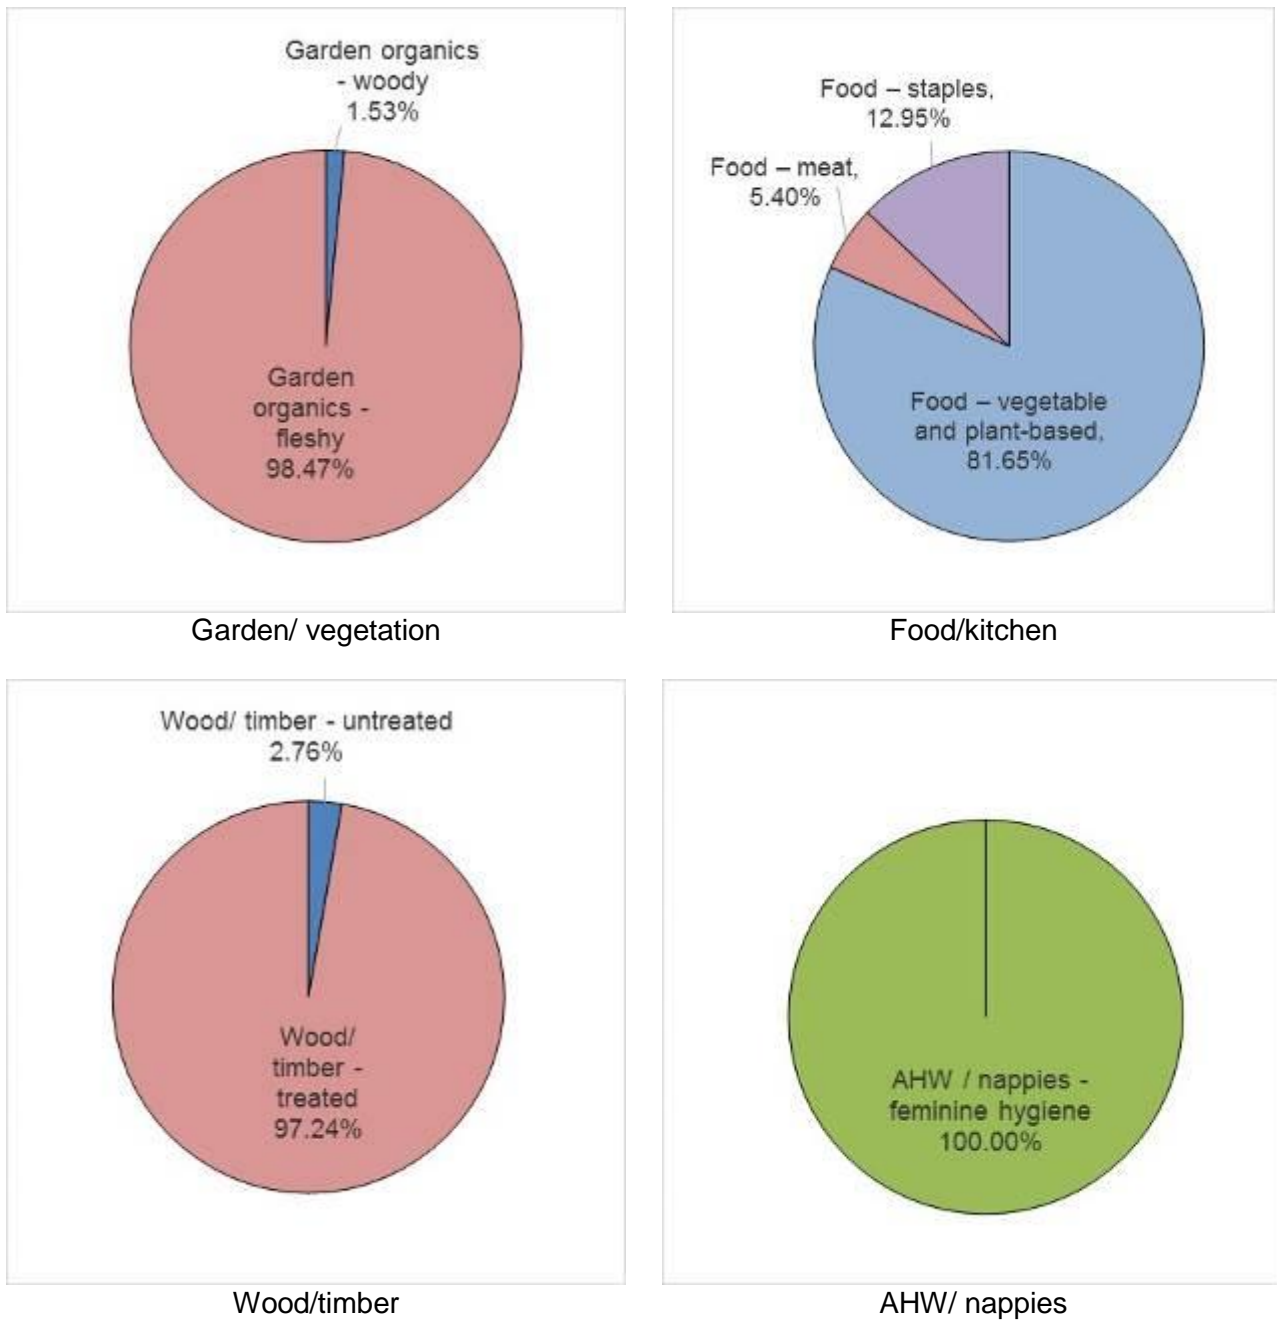 Garden organics
- woody
1.53%
Garden
organics -
fleshy
98.47%
Garden/ vegetation
Food – staples,
12.95%
Food – meat,
5.40%
Food – vegetable
and plant-based,
81.65%
Food/kitchen
Wood/ timber - untreated
2.76%
Wood/
timber -
treated
97.24%
Wood/timber
AHW / nappies -
feminine hygiene
100.00%
AHW/ nappies